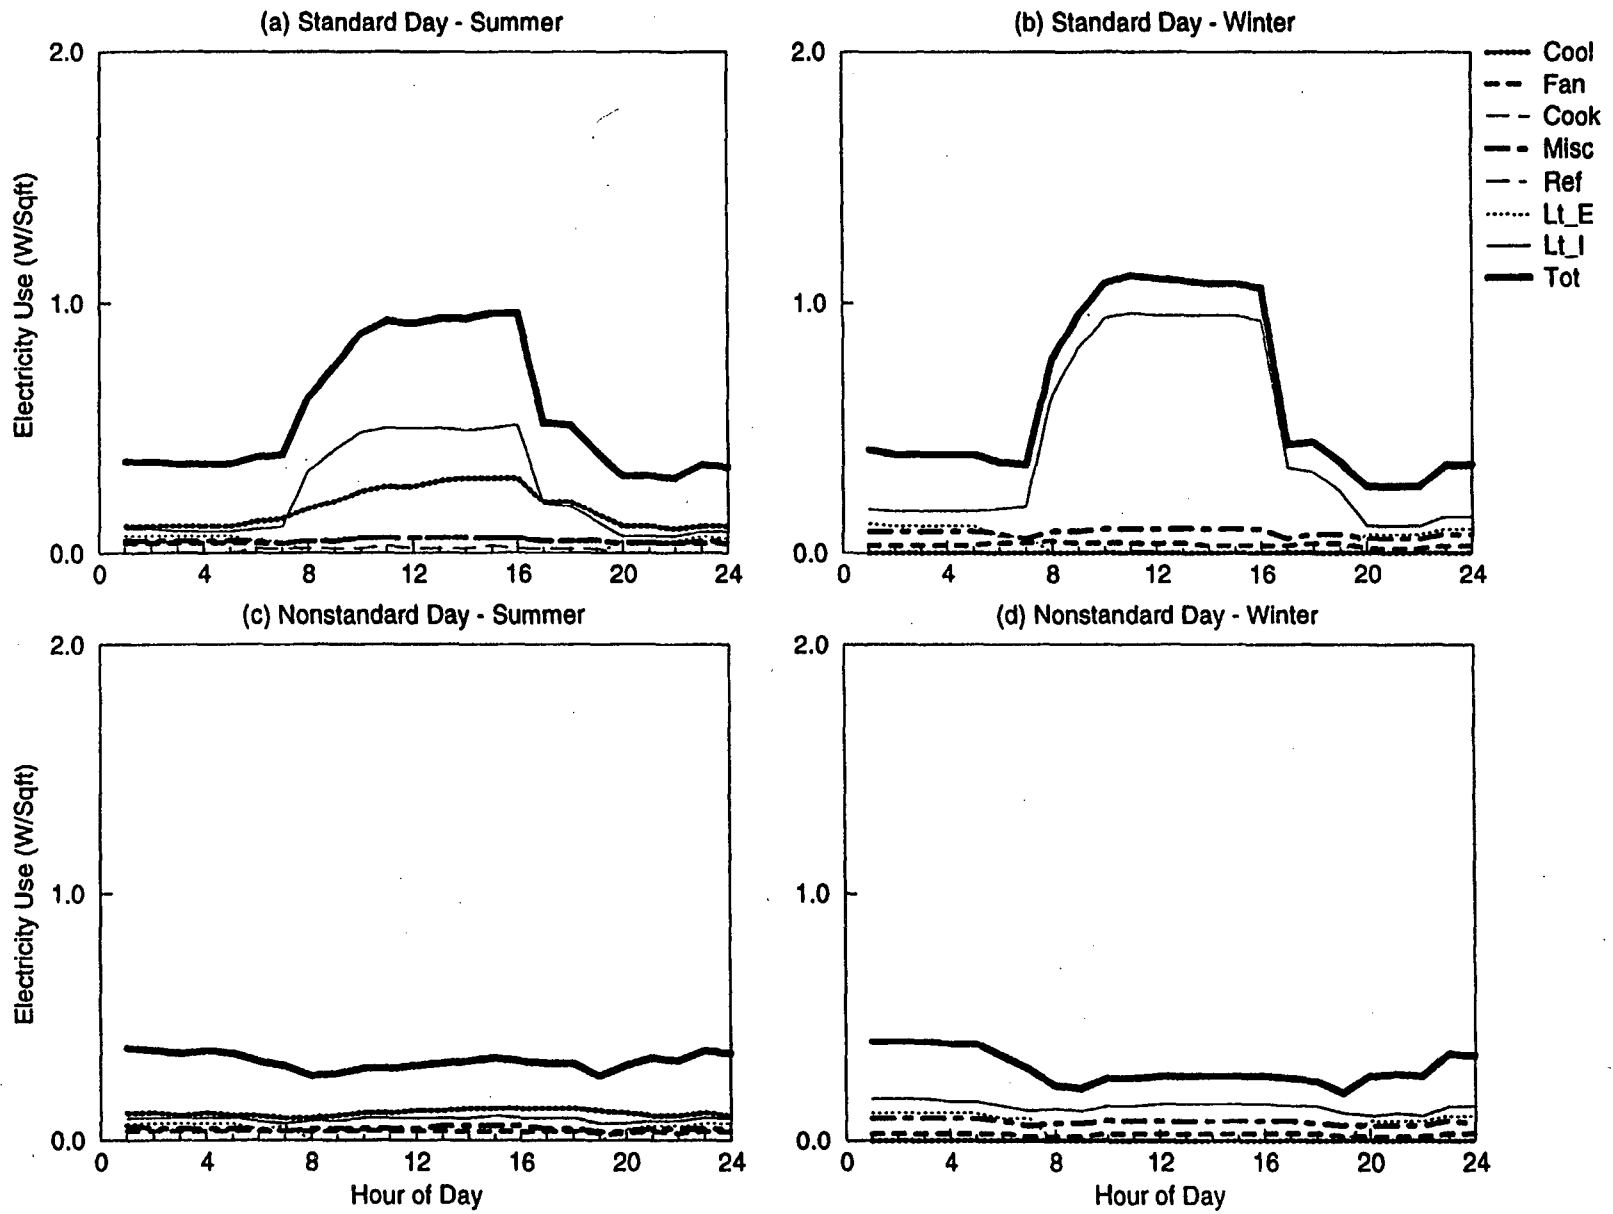 (a) Standard Day - Summer
(b) Standard Day - Winter
2.0
1.0
0.0
Electricity Use (W/Sqft)
0 4 8 12 16 20 24
2.0
1.0
0.0
0 4 8 12 16 20 24
Cool
Fan
Cook
Misc
Ref
Lt_E
Lt_I
Tot
(c) Nonstandard Day - Summer
(d) Nonstandard Day - Winter
2.0
1.0
0.0
Electricity Use (W/Sqft)
0 4 8 12 16 20 24
Hour of Day
2.0
1.0
0.0
0 4 8 12 16 20 24
Hour of Day